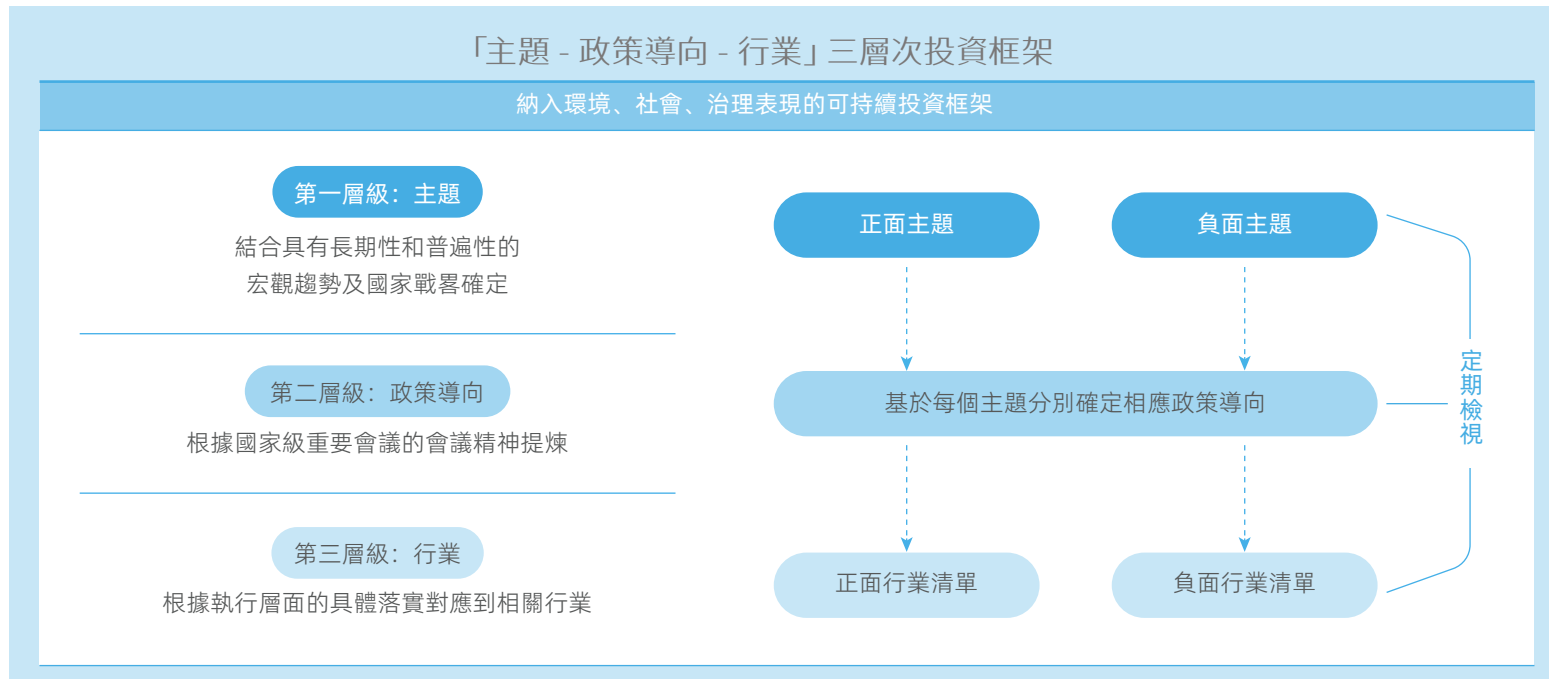 「主題 - 政策導向 - 行業」三層次投資框架
納入環境、社會、治理表現的可持續投資框架
第一層級：主題
結合具有長期性和普遍性的
宏觀趨勢及國家戰畧確定
第二層級：政策導向
根據國家級重要會議的會議精神提煉
第三層級：行業
根據執行層面的具體落實對應到相關行業
正面主題
負面主題
基於每個主題分別確定相應政策導向
正面行業清單
負面行業清單
定期檢視